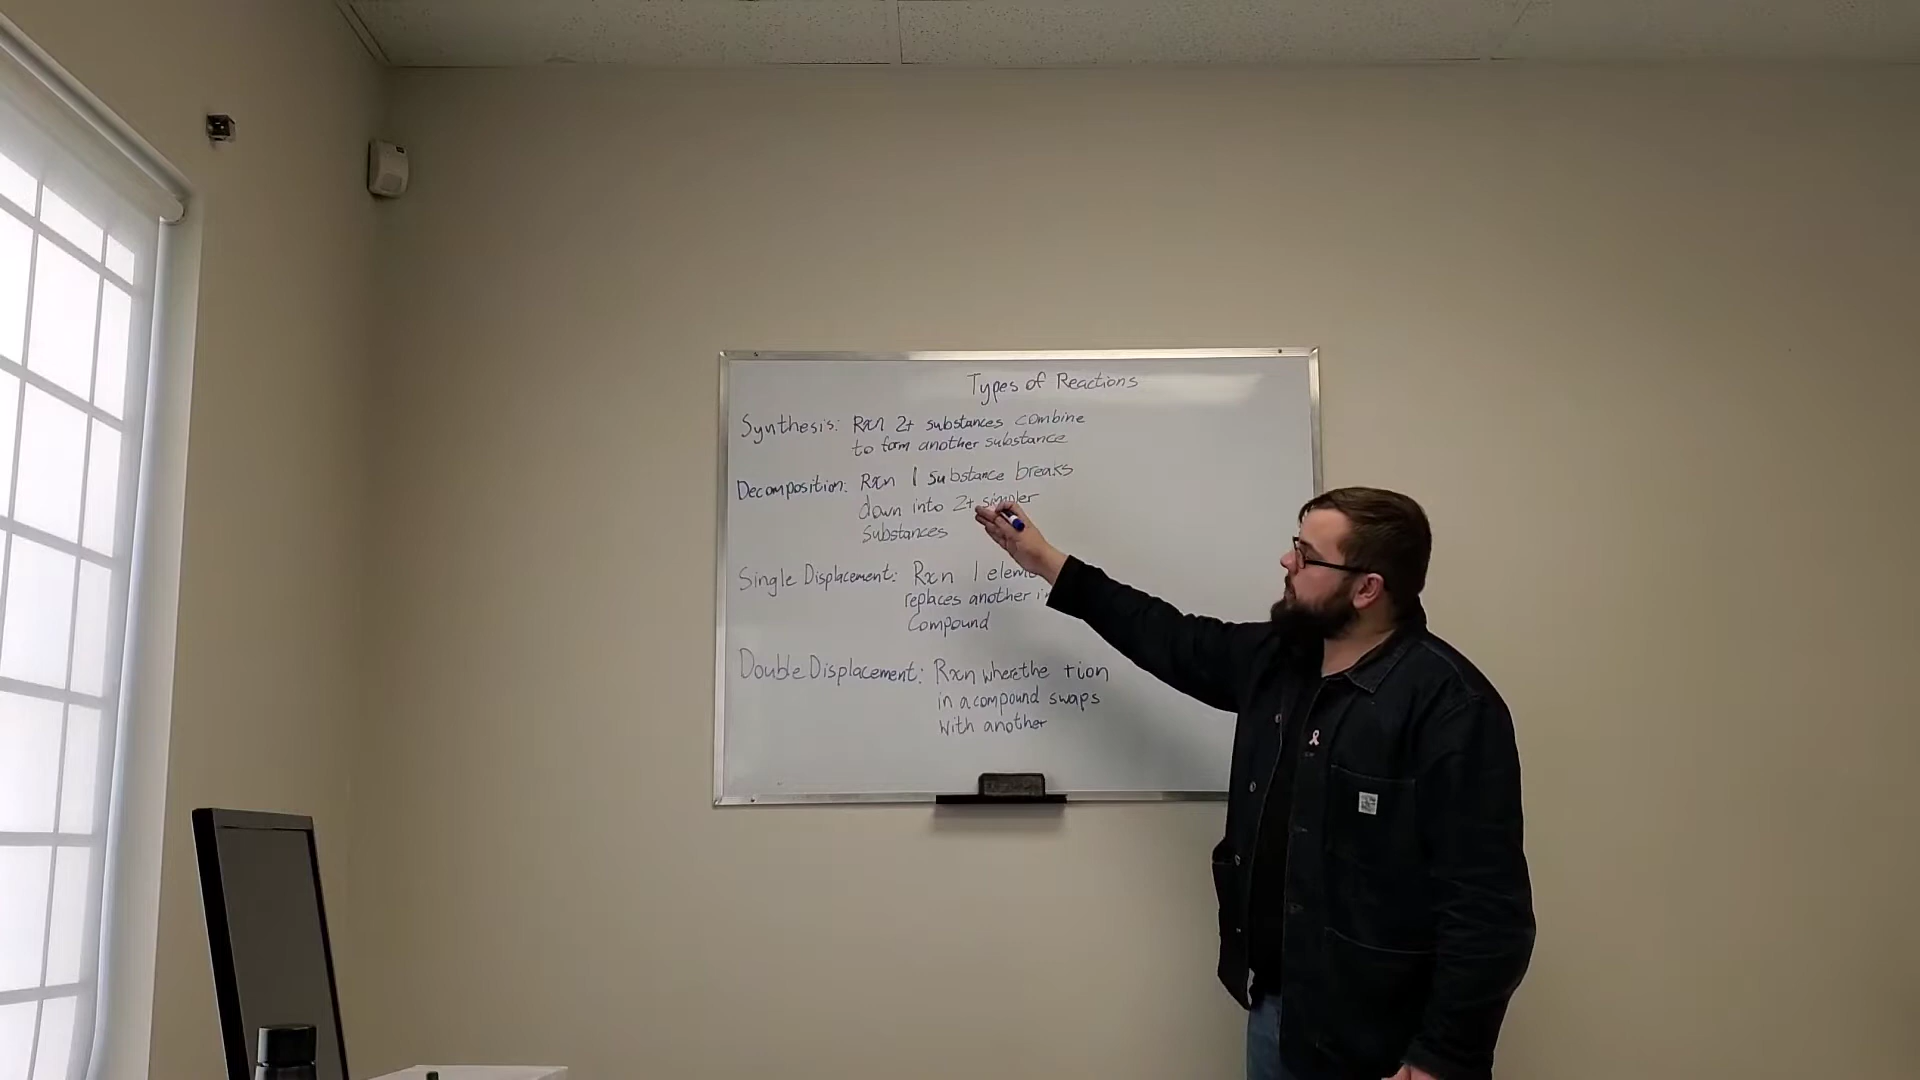 Types of Reactions
Synthesis: Rxn 2+ substances combine
to form another substance
Decomposition: Rxn 1 substance breaks
down into 2+ simpler
substances
Single Displacement: Rxn 1
replaces another
compound
Double Displacement: Rxn where the +ion
in a compound swaps
with another